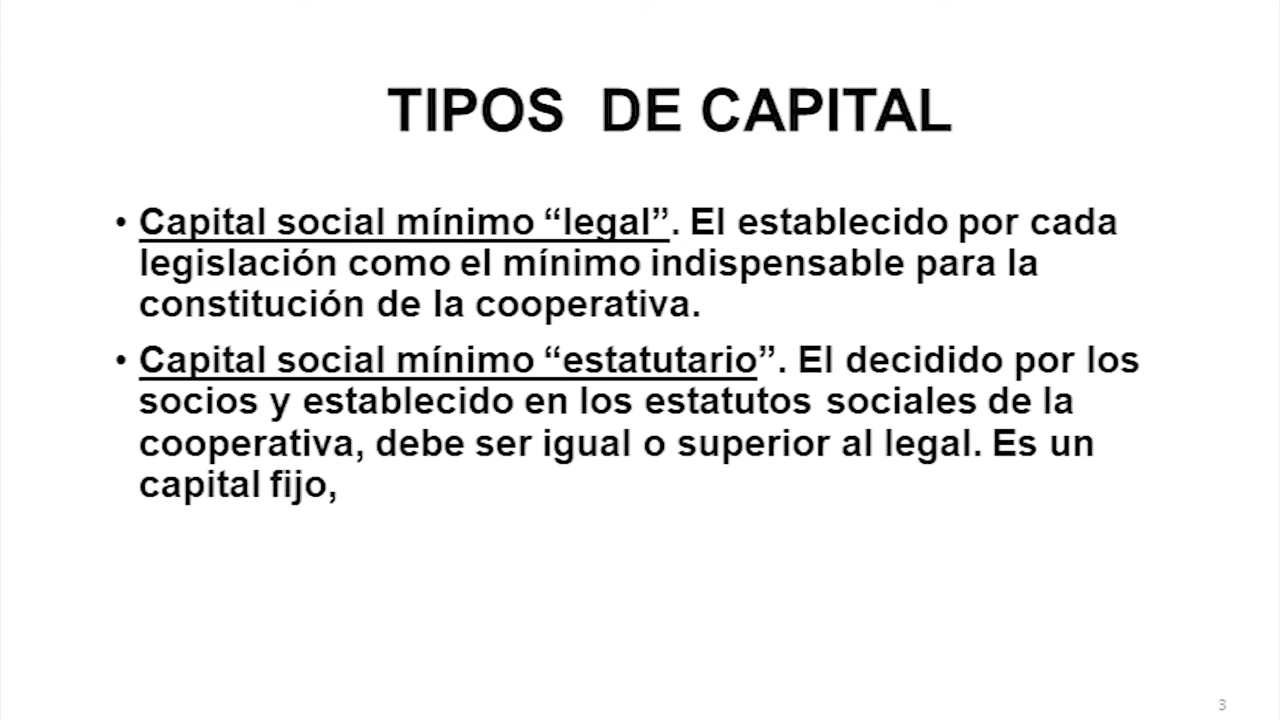 TIPOS DE CAPITAL
• Capital social mínimo “legal”. El establecido por cada
legislación como el mínimo indispensable para la
constitución de la cooperativa.
• Capital social mínimo “estatutario”. El decidido por los
socios y establecido en los estatutos sociales de la
cooperativa, debe ser igual o superior al legal. Es un
capital fijo,
3